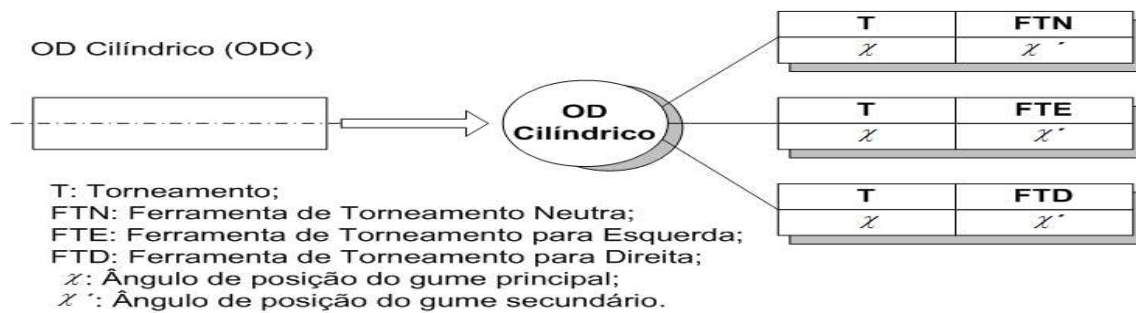 OD Cilíndrico (ODC)
OD
Cilíndrico
T FTN
χ χ ´
T FTE
χ χ´
T FTD
χ χ´
T: Torneamento;
FTN: Ferramenta de Torneamento Neutra;
FTE: Ferramenta de Torneamento para Esquerda;
FTD: Ferramenta de Torneamento para Direita;
χ: Ângulo de posição do gume principal;
χ ´: Ângulo de posição do gume secundário.